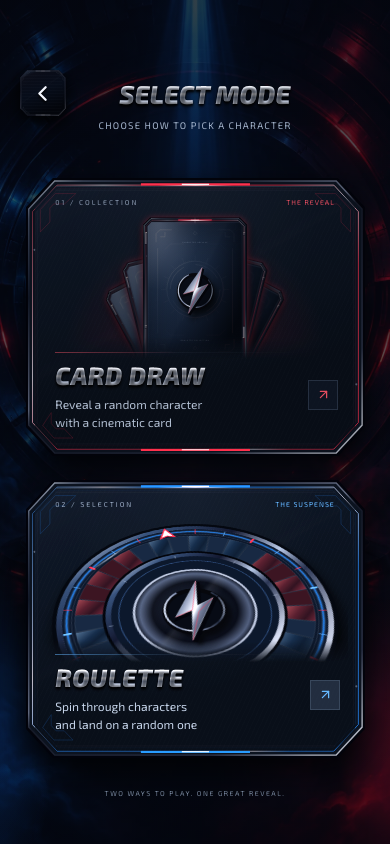 SELECT MODE
CHOOSE HOW TO PICK A CHARACTER
01 / COLLECTION
THE REVEAL
CARD DRAW
Reveal a random character
with a cinematic card
02 / SELECTION
THE SUSPENSE
ROULETTE
Spin through characters
and land on a random one
TWO WAYS TO PLAY. ONE GREAT REVEAL.